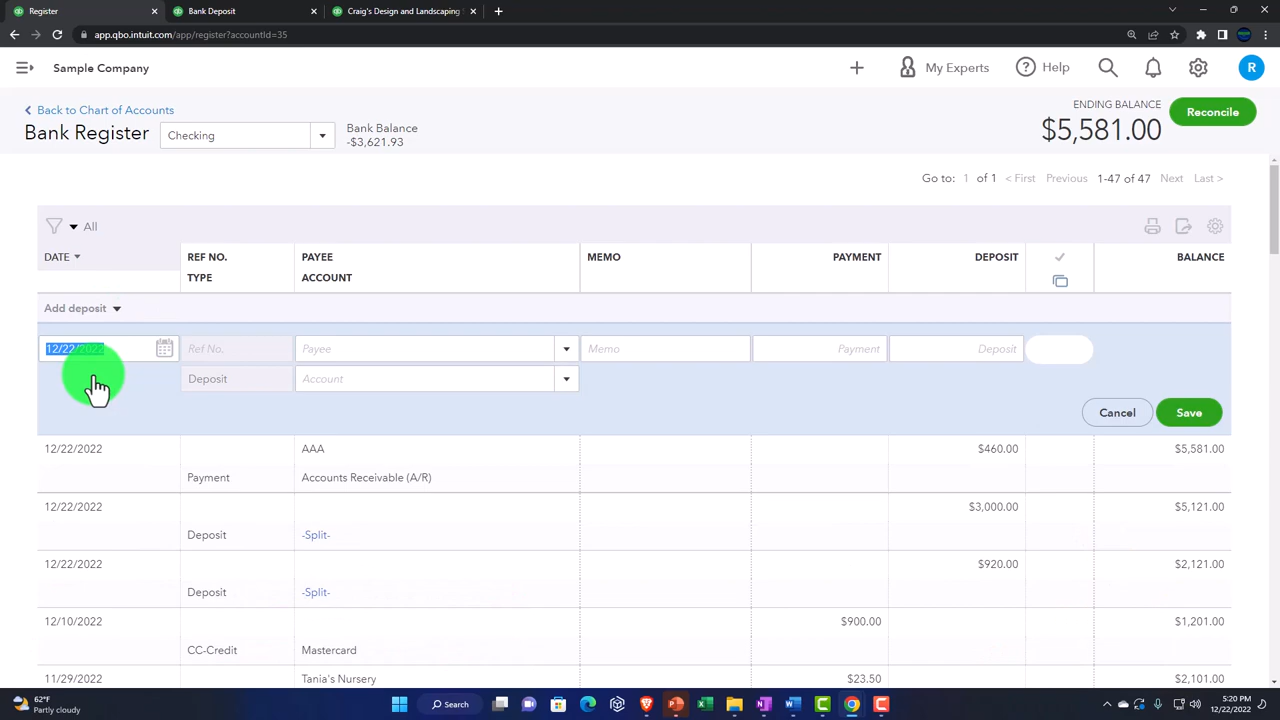 Register
Bank Deposit
Craig's Design and Landscaping
app.qbo.intuit.com/app/register?accountId=35
Sample Company
My Experts
Help
R
Back to Chart of Accounts
Bank Register
Checking
Bank Balance
-$3,621.93
ENDING BALANCE
$5,581.00
Reconcile
Go to: 1 of 1 < First Previous 1-47 of 47 Next Last >
All
DATE REF NO. PAYEE MEMO PAYMENT DEPOSIT BALANCE
TYPE ACCOUNT
Add deposit
12/22/2022 Ref No. Payee Memo Payment Deposit
Deposit Account
Cancel Save
12/22/2022 AAA $460.00 $5,581.00
Payment Accounts Receivable (A/R)
12/22/2022 $3,000.00 $5,121.00
Deposit -Split-
12/22/2022 $920.00 $2,121.00
Deposit -Split-
12/10/2022 $900.00 $1,201.00
CC-Credit Mastercard
11/29/2022 Tania's Nursery $23.50 $2,101.00
62°F
Partly cloudy
Search
5:20 PM
12/22/2022